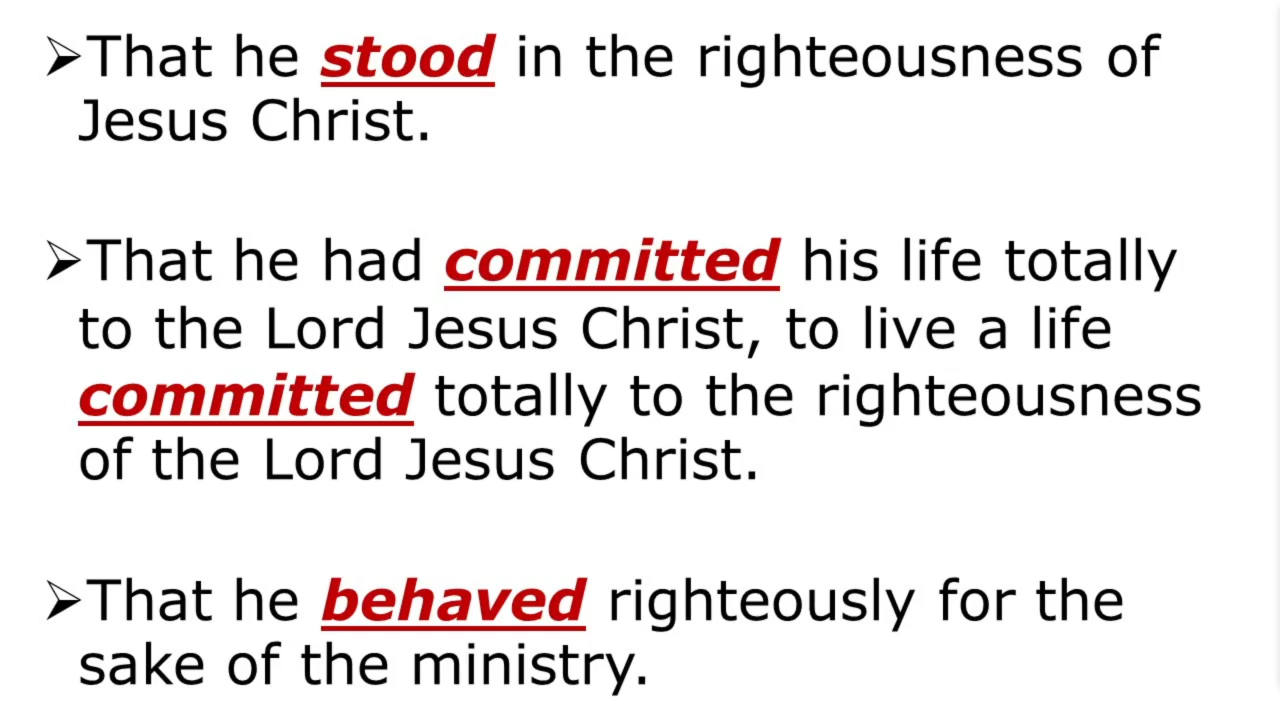 ➢That he stood in the righteousness of
Jesus Christ.
➢That he had committed his life totally
to the Lord Jesus Christ, to live a life
committed totally to the righteousness
of the Lord Jesus Christ.
➢That he behaved righteously for the
sake of the ministry.